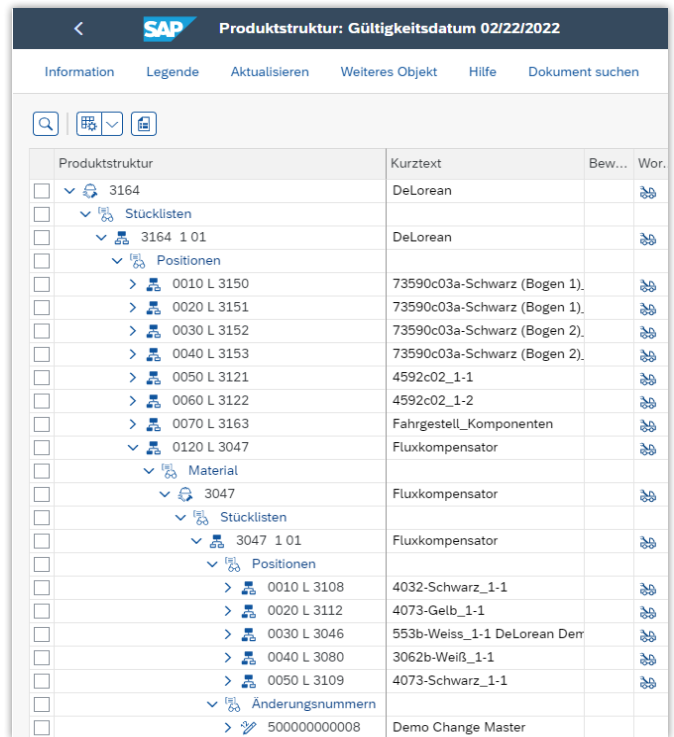 SAP Produktstruktur: Gültigkeitsdatum 02/22/2022
Information Legende Aktualisieren Weiteres Objekt Hilfe Dokument suchen
Produktstruktur Kurztext Bew... Wor.
3164 DeLorean
Stücklisten
3164 1 01 DeLorean
Positionen
0010 L 3150 73590c03a-Schwarz (Bogen 1)_
0020 L 3151 73590c03a-Schwarz (Bogen 1)_
0030 L 3152 73590c03a-Schwarz (Bogen 2)_
0040 L 3153 73590c03a-Schwarz (Bogen 2)_
0050 L 3121 4592c02_1-1
0060 L 3122 4592c02_1-2
0070 L 3163 Fahrgestell_Komponenten
0120 L 3047 Fluxkompensator
Material
3047 Fluxkompensator
Stücklisten
3047 1 01 Fluxkompensator
Positionen
0010 L 3108 4032-Schwarz_1-1
0020 L 3112 4073-Gelb_1-1
0030 L 3046 553b-Weiss_1-1 DeLorean Dem
0040 L 3080 3062b-Weiß_1-1
0050 L 3109 4073-Schwarz_1-1
Änderungsnummern
500000000008 Demo Change Master